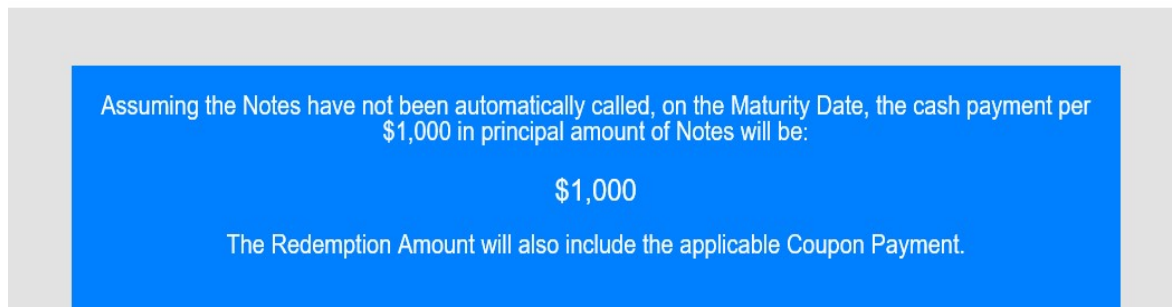 Assuming the Notes have not been automatically called, on the Maturity Date, the cash payment per
$1,000 in principal amount of Notes will be:
$1,000
The Redemption Amount will also include the applicable Coupon Payment.